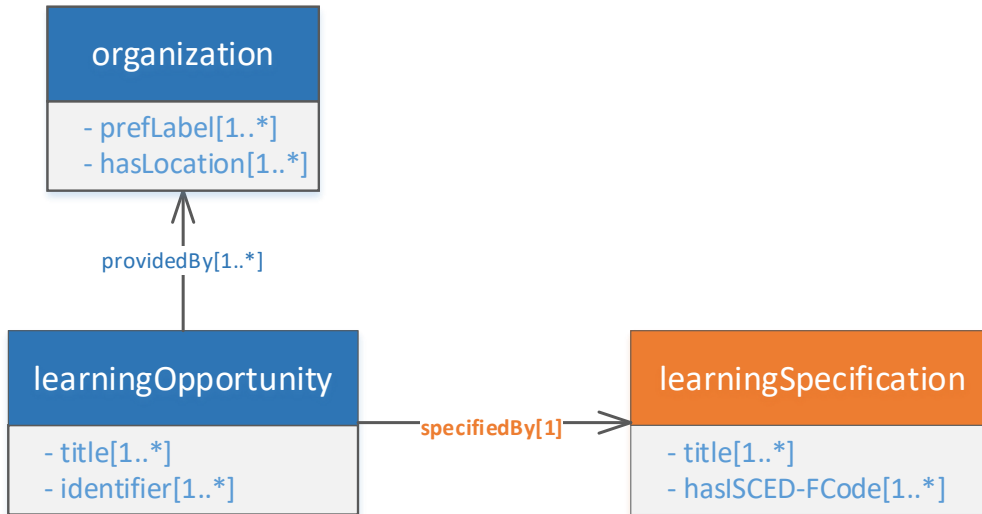 organization
- prefLabel[1..*]
- hasLocation[1..*]
providedBy[1..*]
learningOpportunity
- title[1..*]
- identifier[1..*]
specifiedBy[1]
learningSpecification
- title[1..*]
- hasISCED-FCode[1..*]